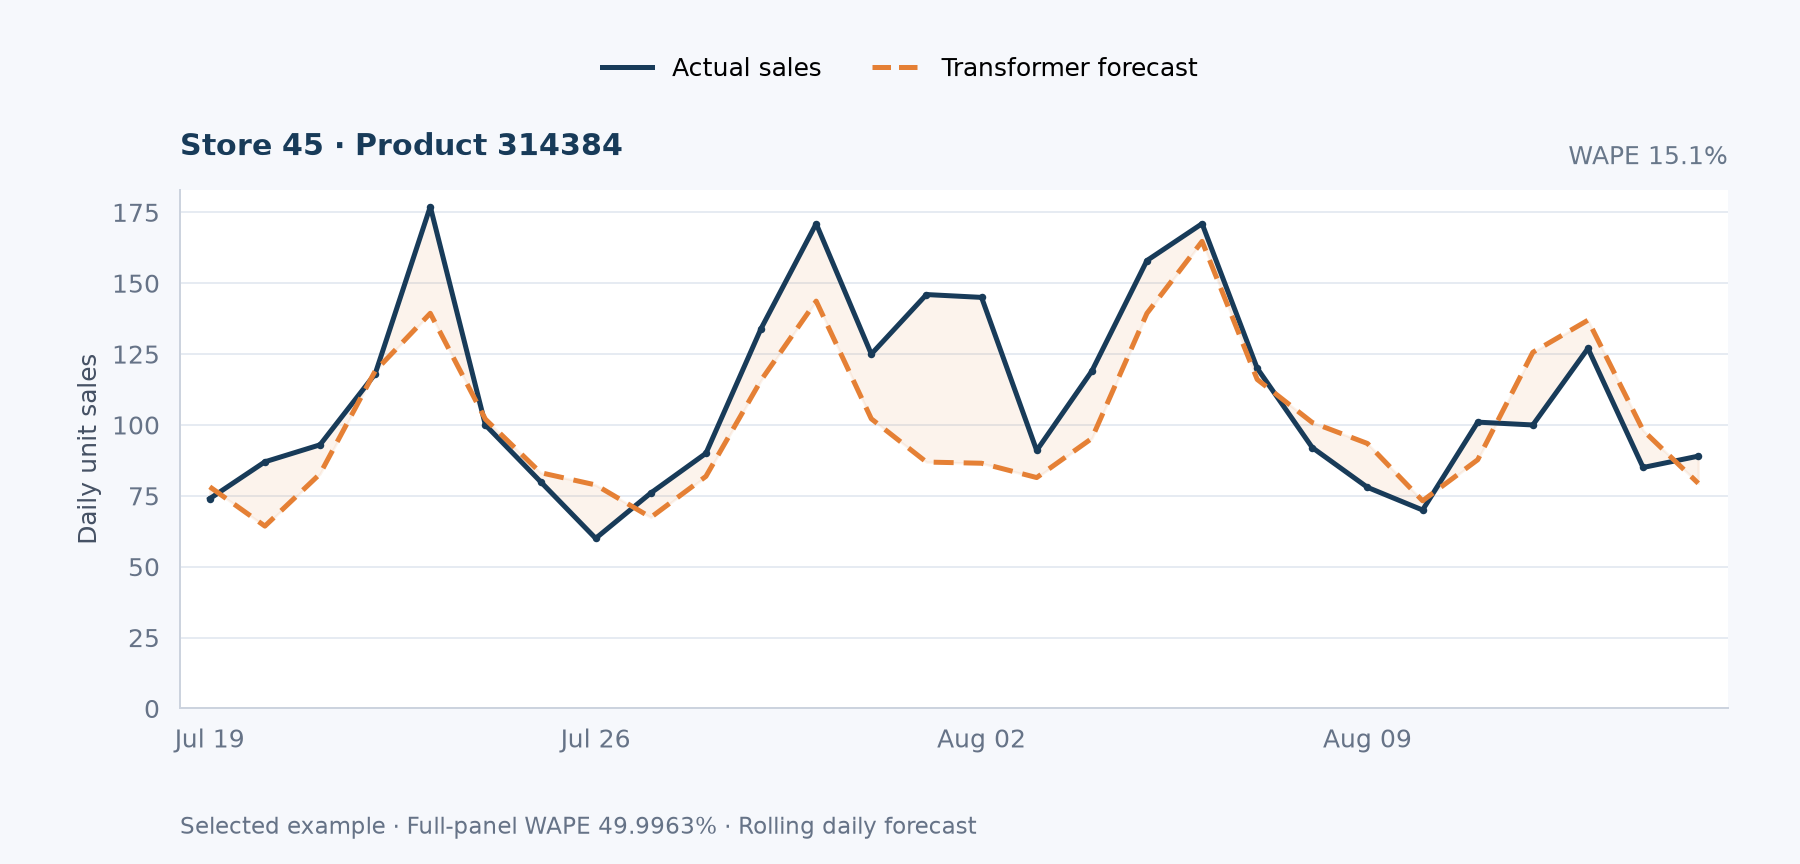 Actual sales Transformer forecast
Store 45 · Product 314384
WAPE 15.1%
Daily unit sales
175
150
125
100
75
50
25
0
Jul 19 Jul 26 Aug 02 Aug 09
Selected example · Full-panel WAPE 49.9963% · Rolling daily forecast